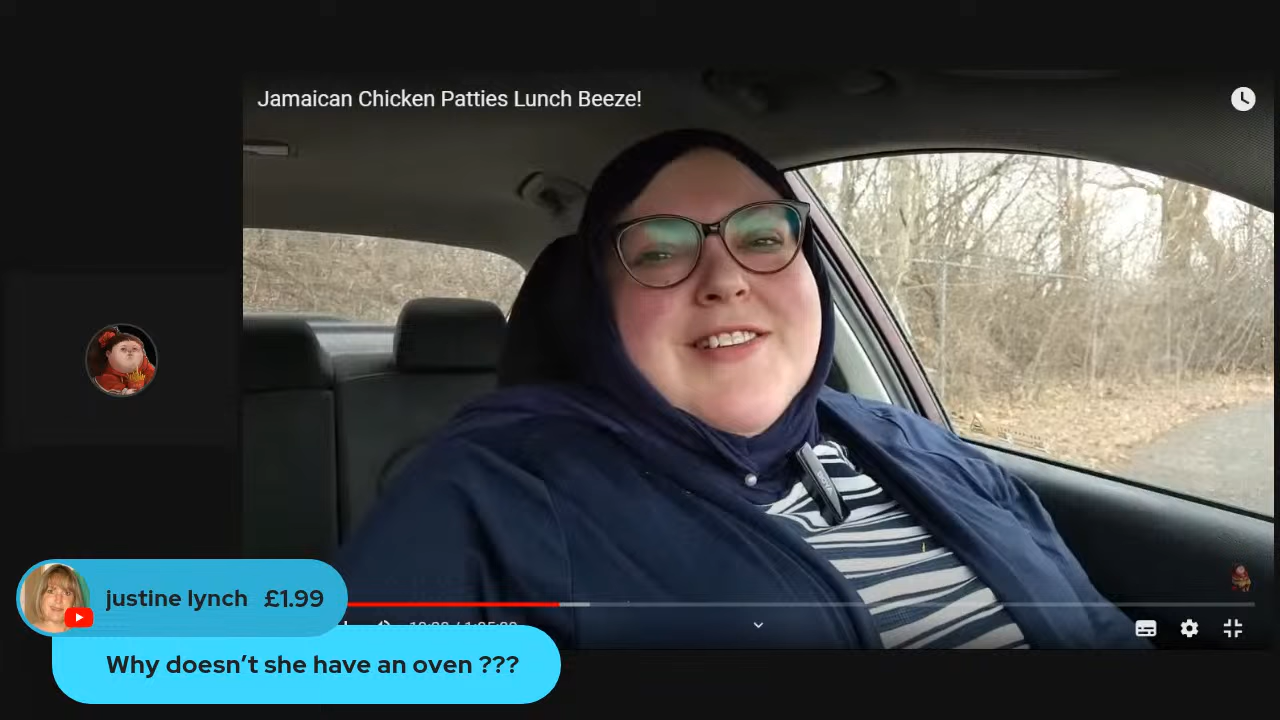 Jamaican Chicken Patties Lunch Beeze!
justine lynch £1.99
Why doesn't she have an oven ???